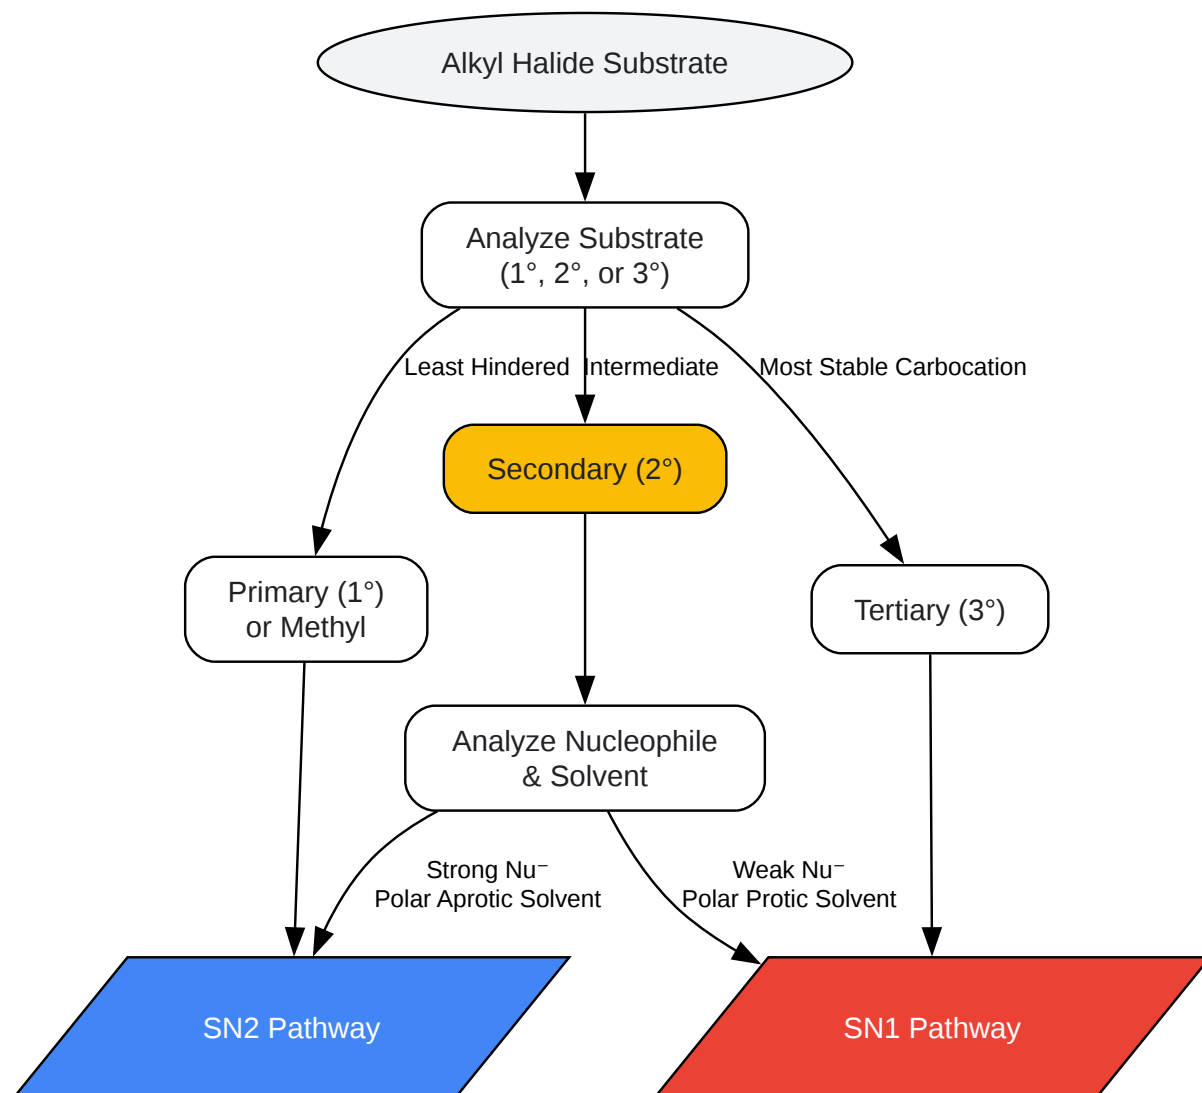 Alkyl Halide Substrate
Analyze Substrate
(1°, 2°, or 3°)
Least Hindered
Intermediate
Most Stable Carbocation
Secondary (2°)
Primary (1°)
or Methyl
Tertiary (3°)
Analyze Nucleophile
& Solvent
Strong Nu⁻
Polar Aprotic Solvent
Weak Nu⁻
Polar Protic Solvent
SN2 Pathway
SN1 Pathway